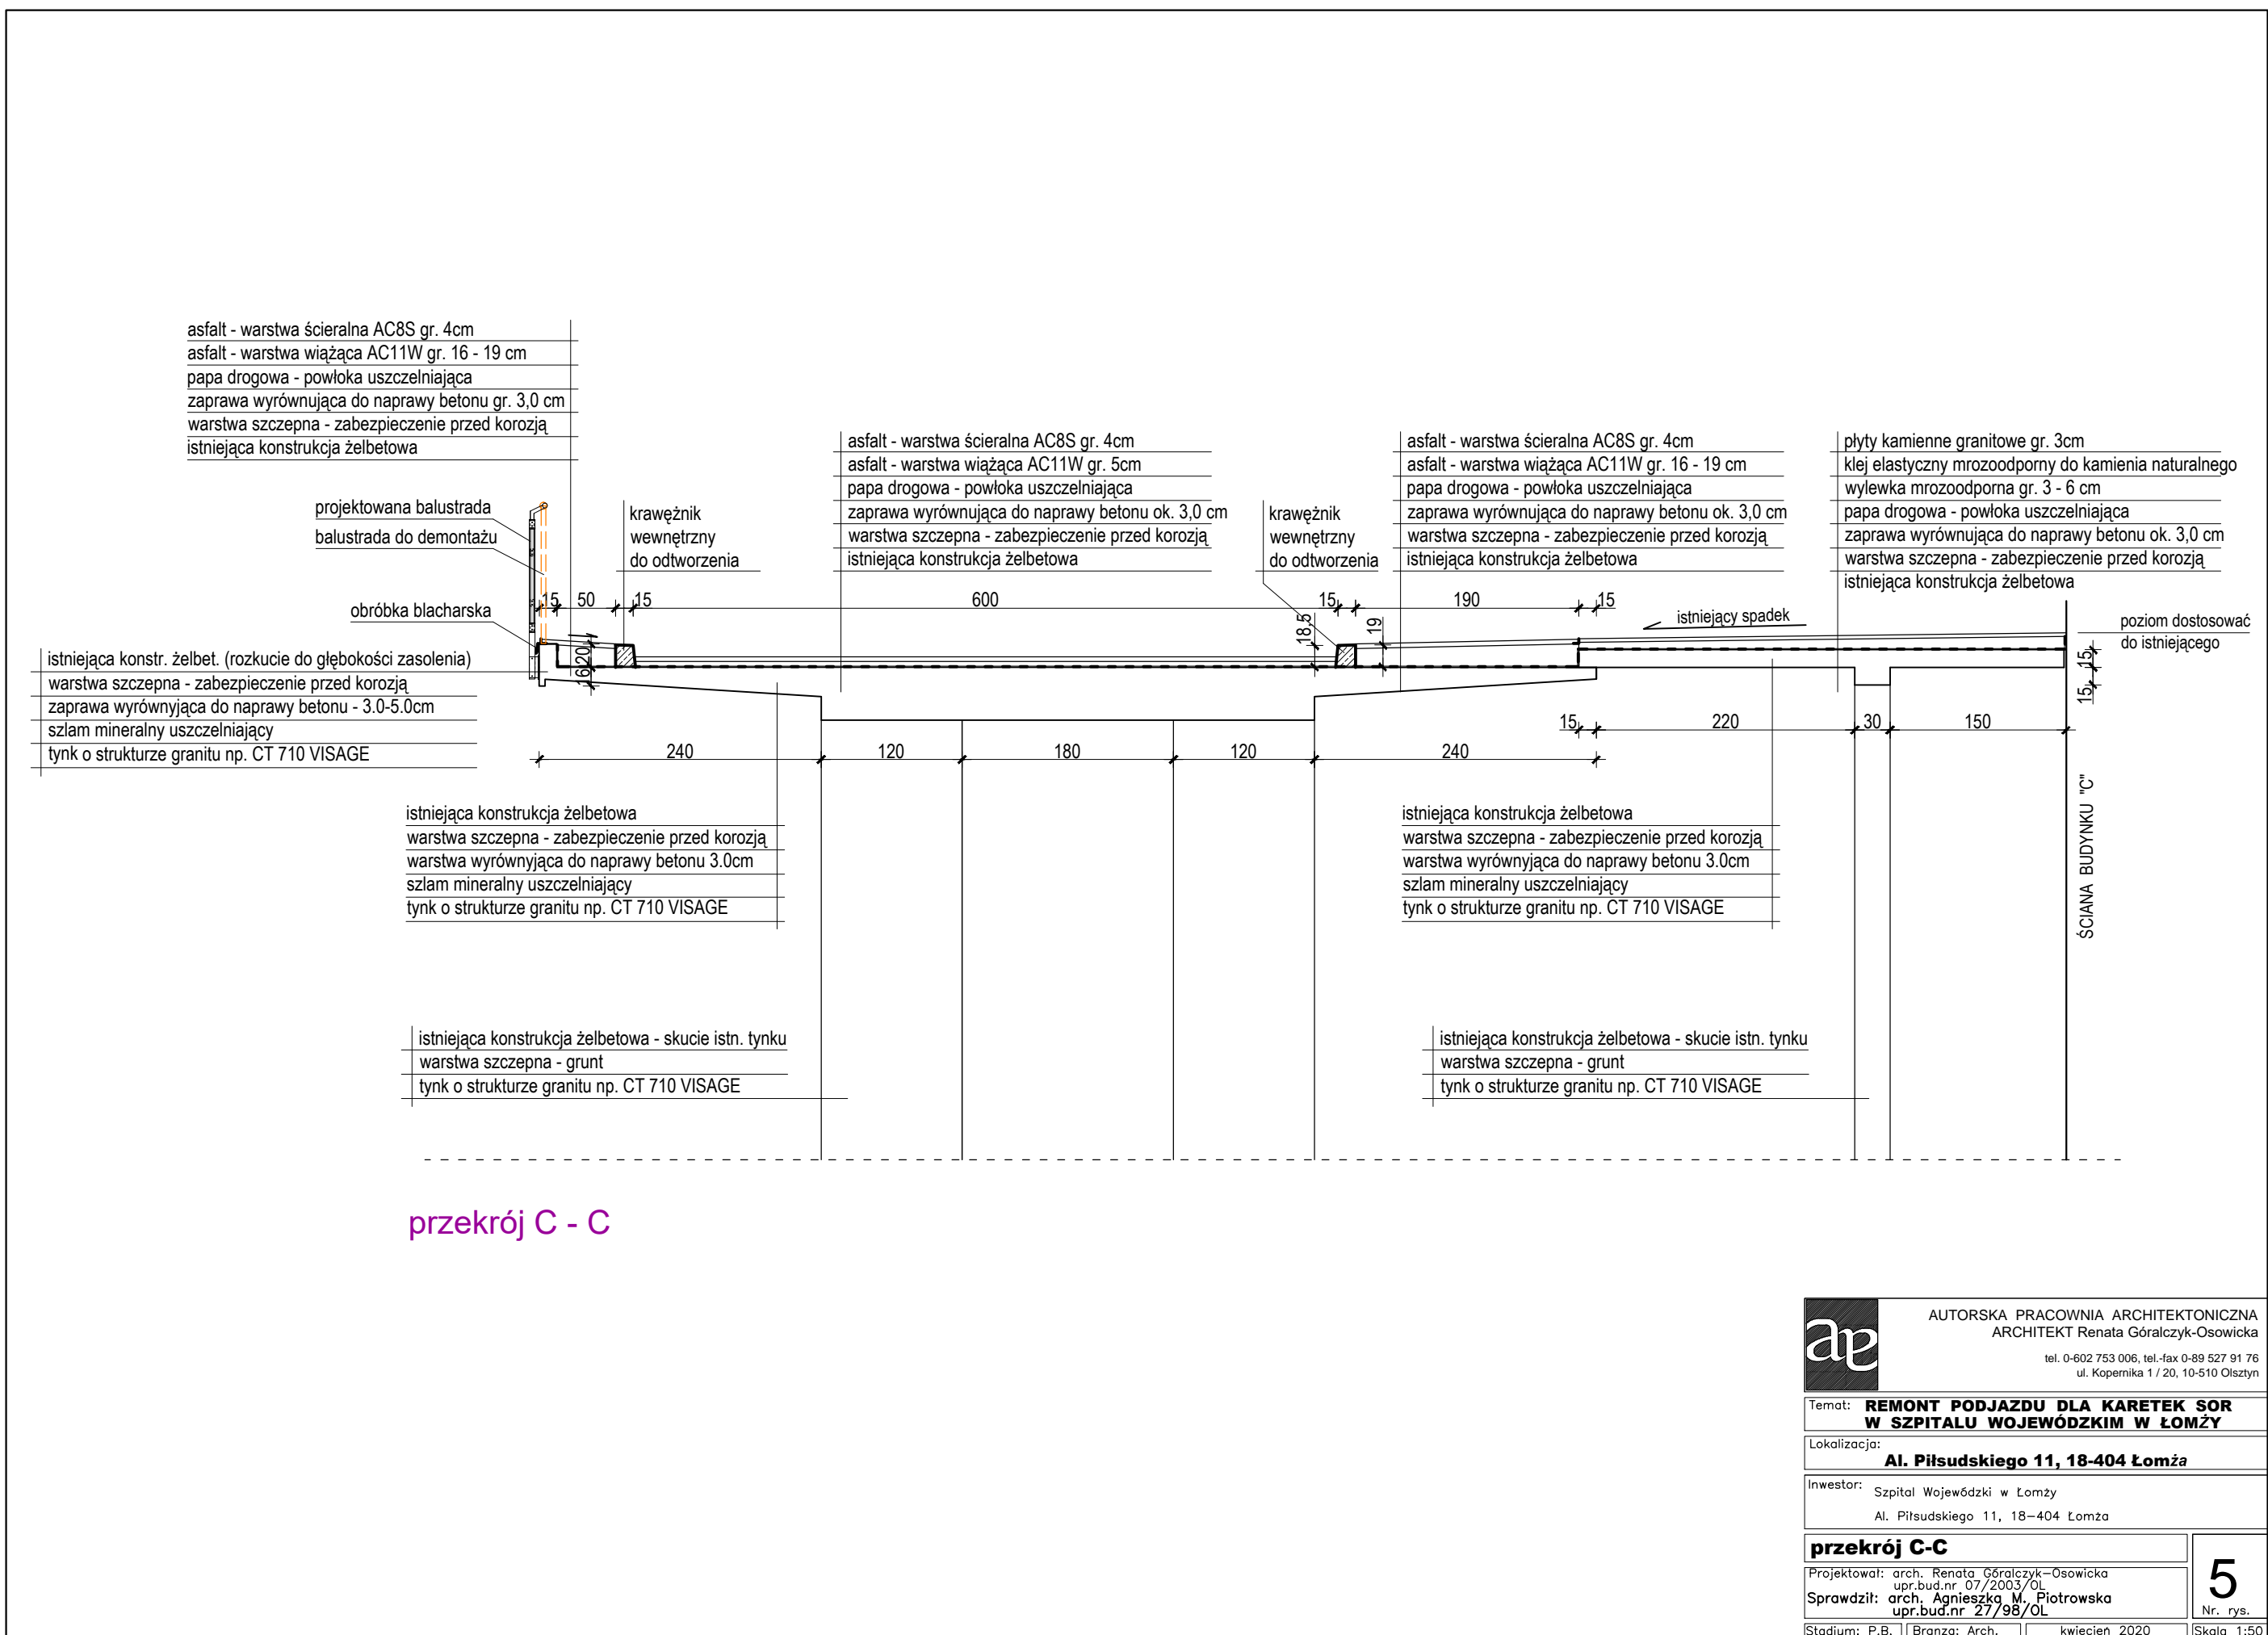 asfalt - warstwa ścieralna AC8S gr. 4cm
asfalt - warstwa wiążąca AC11W gr. 16 - 19 cm
papa drogowa - powłoka uszczelniająca
zaprawa wyrównująca do naprawy betonu gr. 3,0 cm
warstwa szczepna - zabezpieczenie przed korozją
istniejąca konstrukcja żelbetowa
projektowana balustrada
balustrada do demontażu
obróbka blacharska
krawężnik
wewnętrzny
do odtworzenia
asfalt - warstwa ścieralna AC8S gr. 4cm
asfalt - warstwa wiążąca AC11W gr. 5cm
papa drogowa - powłoka uszczelniająca
zaprawa wyrównująca do naprawy betonu ok. 3,0 cm
warstwa szczepna - zabezpieczenie przed korozją
istniejąca konstrukcja żelbetowa
krawężnik
wewnętrzny
do odtworzenia
asfalt - warstwa ścieralna AC8S gr. 4cm
asfalt - warstwa wiążąca AC11W gr. 16 - 19 cm
papa drogowa - powłoka uszczelniająca
zaprawa wyrównująca do naprawy betonu ok. 3,0 cm
warstwa szczepna - zabezpieczenie przed korozją
istniejąca konstrukcja żelbetowa
płyty kamienne granitowe gr. 3cm
klej elastyczny mrozoodporny do kamienia naturalnego
wylewka mrozoodporna gr. 3 - 6 cm
papa drogowa - powłoka uszczelniająca
zaprawa wyrównująca do naprawy betonu ok. 3,0 cm
warstwa szczepna - zabezpieczenie przed korozją
istniejąca konstrukcja żelbetowa
15 50 15 600 15 190 15
istniejący spadek
poziom dostosować
do istniejącego
20
16
18,5
19
15
15
istniejąca konstr. żelbet. (rozkucie do głębokości zasolenia)
warstwa szczepna - zabezpieczenie przed korozją
zaprawa wyrównyjąca do naprawy betonu - 3.0-5.0cm
szlam mineralny uszczelniający
tynk o strukturze granitu np. CT 710 VISAGE
15 220 30 150
240 120 180 120 240
ŚCIANA BUDYNKU "C"
istniejąca konstrukcja żelbetowa
warstwa szczepna - zabezpieczenie przed korozją
warstwa wyrównyjąca do naprawy betonu 3.0cm
szlam mineralny uszczelniający
tynk o strukturze granitu np. CT 710 VISAGE
istniejąca konstrukcja żelbetowa
warstwa szczepna - zabezpieczenie przed korozją
warstwa wyrównyjąca do naprawy betonu 3.0cm
szlam mineralny uszczelniający
tynk o strukturze granitu np. CT 710 VISAGE
istniejąca konstrukcja żelbetowa - skucie istn. tynku
warstwa szczepna - grunt
tynk o strukturze granitu np. CT 710 VISAGE
istniejąca konstrukcja żelbetowa - skucie istn. tynku
warstwa szczepna - grunt
tynk o strukturze granitu np. CT 710 VISAGE
przekrój C - C
ap
AUTORSKA PRACOWNIA ARCHITEKTONICZNA
ARCHITEKT Renata Góralczyk-Osowicka
tel. 0-602 753 006, tel.-fax 0-89 527 91 76
ul. Kopernika 1 / 20, 10-510 Olsztyn
Temat: REMONT PODJAZDU DLA KARETEK SOR
W SZPITALU WOJEWÓDZKIM W ŁOMŻY
Lokalizacja:
Al. Piłsudskiego 11, 18-404 Łomża
Inwestor: Szpital Wojewódzki w Łomży
Al. Piłsudskiego 11, 18-404 Łomża
przekrój C-C
Projektował: arch. Renata Góralczyk-Osowicka
upr.bud.nr 07/2003/OL
Sprawdził: arch. Agnieszka M. Piotrowska
upr.bud.nr 27/98/OL
5
Nr. rys.
Stadium: P.B. Branża: Arch. kwiecień 2020 Skala 1:50